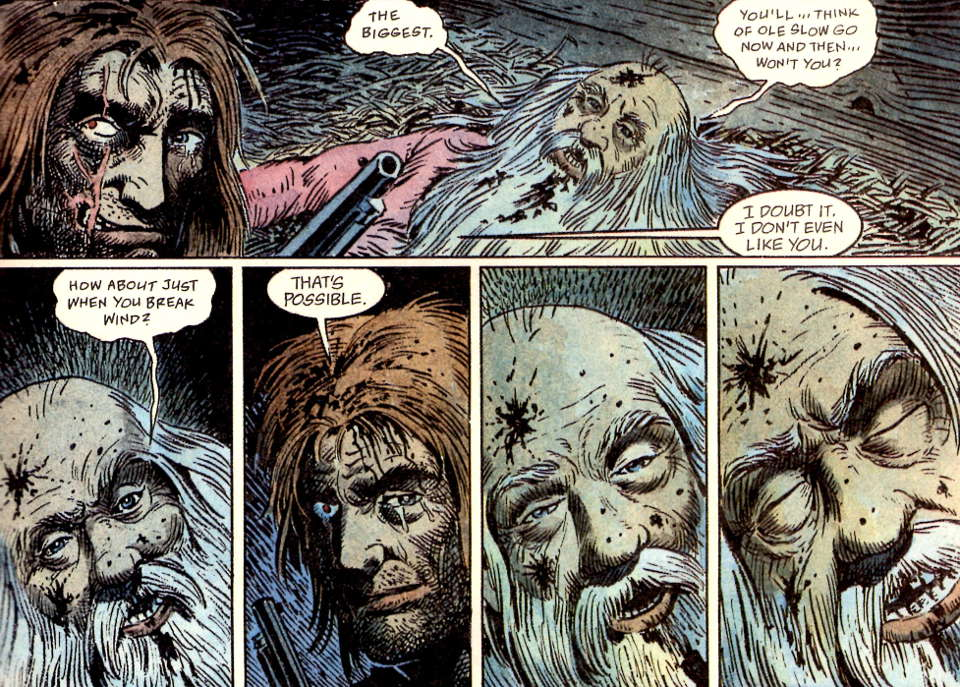 THE
BIGGEST.
YOU'LL... THINK
OF OLE SLOW GO
NOW AND THEN...
WON'T YOU?
I DOUBT IT.
I DON'T EVEN
LIKE YOU.
HOW ABOUT JUST
WHEN YOU BREAK
WIND?
THAT'S
POSSIBLE.